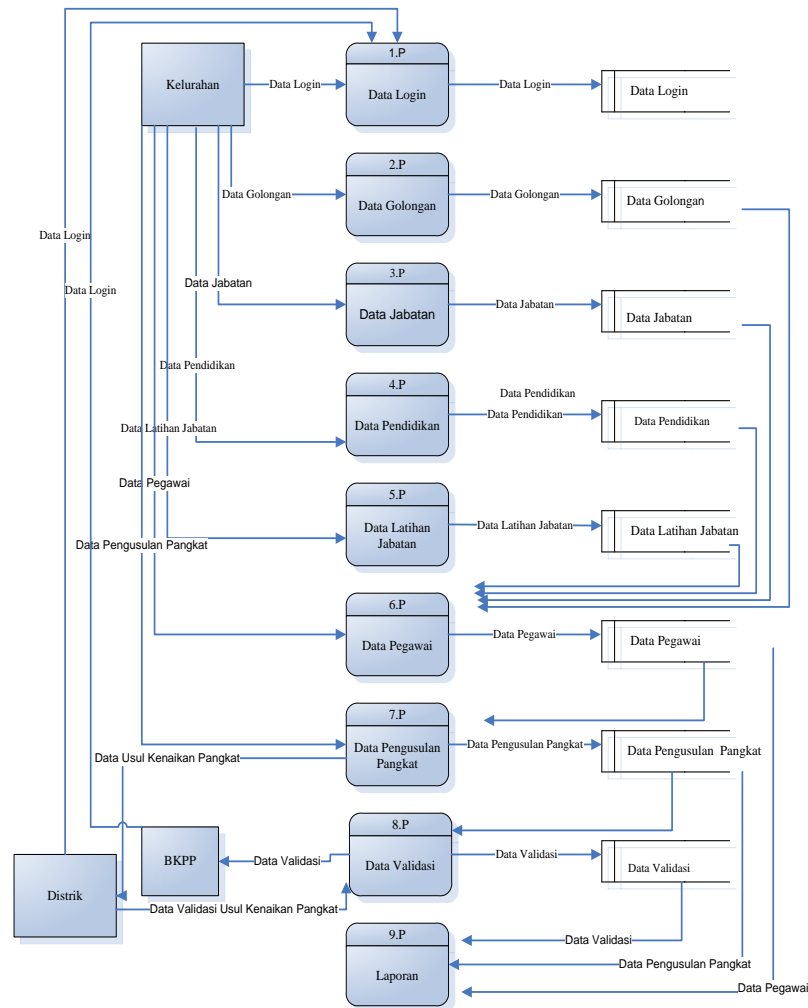 1.P
Kelurahan
Data Login
Data Login
Data Login
Data Login
2.P
Data Golongan
Data Golongan
Data Golongan
Data Golongan
Data Login
Data Login
3.P
Data Jabatan
Data Jabatan
Data Jabatan
Data Jabatan
Data Pendidikan
4.P
Data Pendidikan
Data Pendidikan
Data Pendidikan
Data Pendidikan
Data Latihan Jabatan
Data Pegawai
5.P
Data Latihan
Jabatan
Data Latihan Jabatan
Data Latihan Jabatan
Data Pengusulan Pangkat
6.P
Data Pegawai
Data Pegawai
Data Pegawai
7.P
Data Pengusulan
Pangkat
Data Pengusulan Pangkat
Data Pengusulan Pangkat
Data Usul Kenaikan Pangkat
8.P
BKPP
Data Validasi
Data Validasi
Data Validasi
Data Validasi
Distrik
Data Validasi Usul Kenaikan Pangkat
9.P
Laporan
Data Validasi
Data Pengusulan Pangkat
Data Pegawai